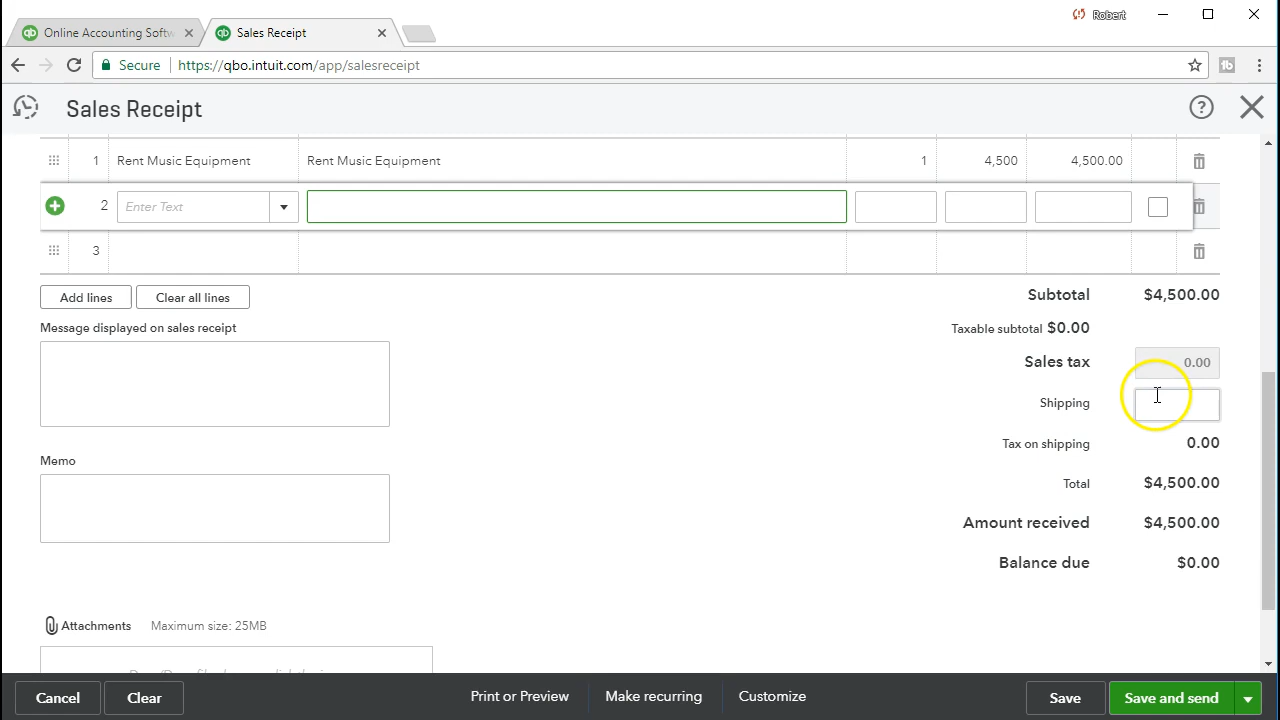 Robert
Online Accounting Softw
Sales Receipt
Secure https://qbo.intuit.com/app/salesreceipt
Sales Receipt
1 Rent Music Equipment Rent Music Equipment 1 4,500 4,500.00
2 Enter Text
3
Add lines Clear all lines
Subtotal $4,500.00
Message displayed on sales receipt
Taxable subtotal $0.00
Sales tax 0.00
Shipping
Tax on shipping 0.00
Memo
Total $4,500.00
Amount received $4,500.00
Balance due $0.00
Attachments Maximum size: 25MB
Cancel Clear Print or Preview Make recurring Customize Save Save and send